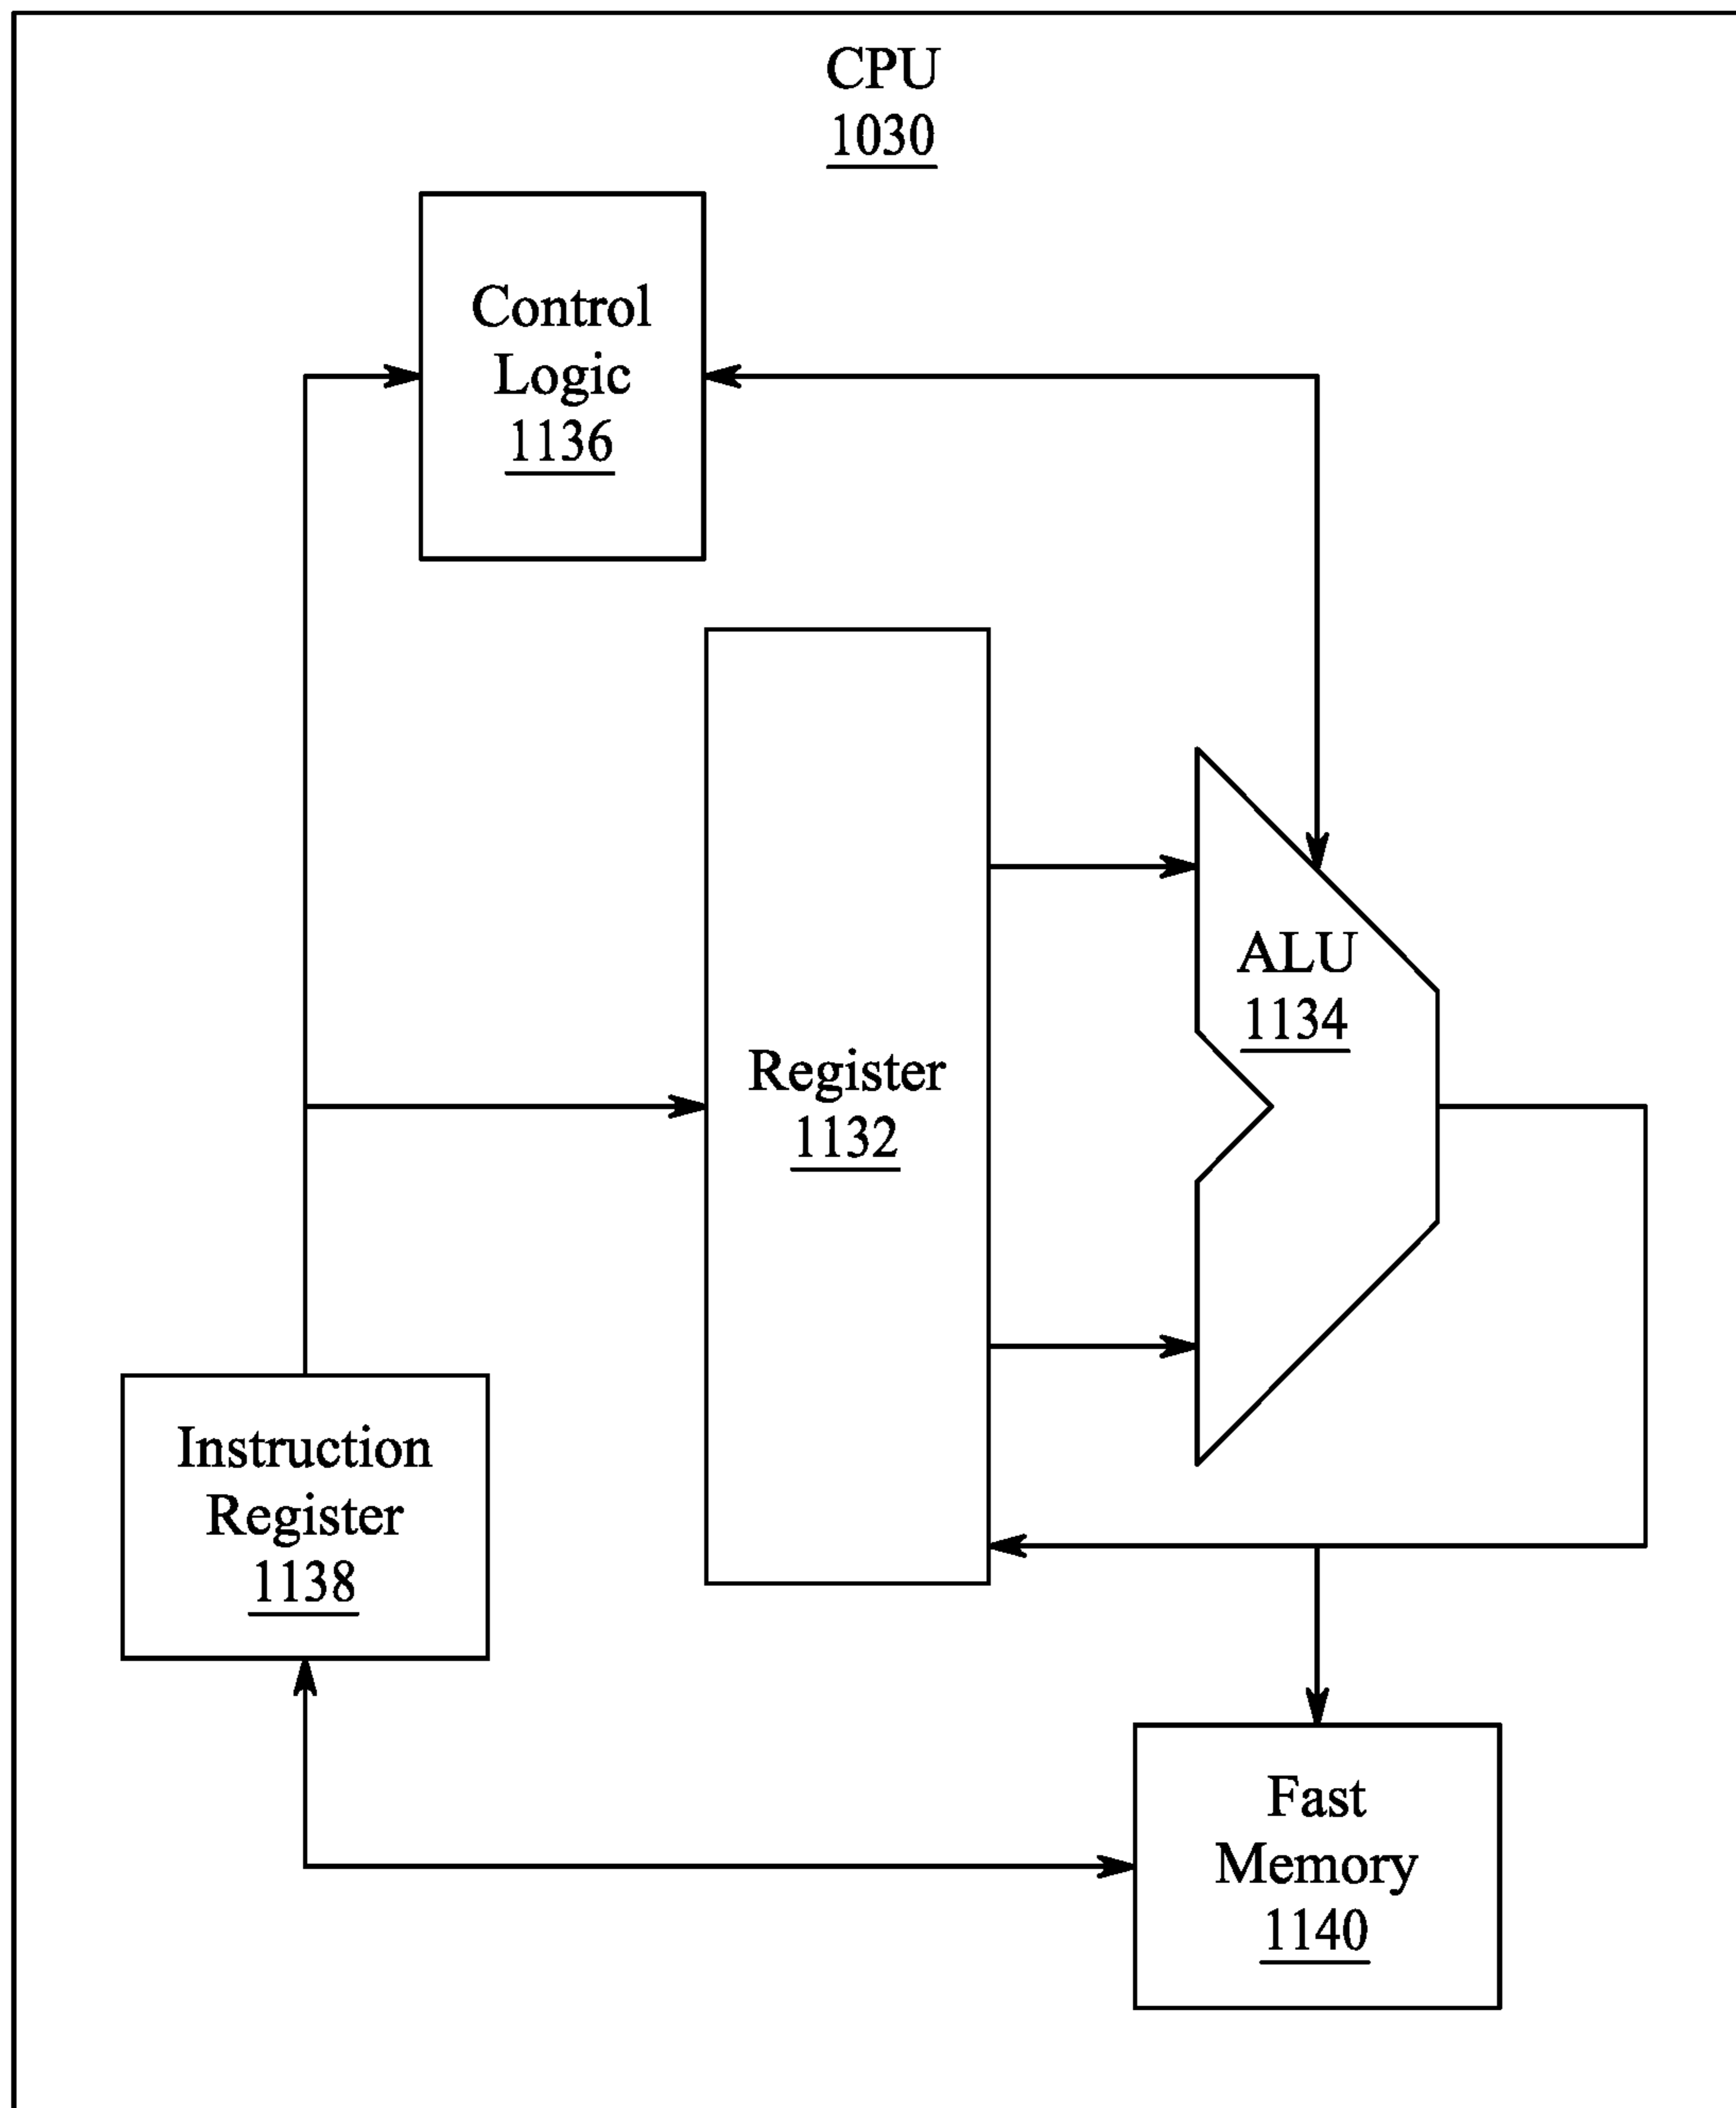 CPU
1030
Control
Logic
1136
Register
1132
ALU
1134
Instruction
Register
1138
Fast
Memory
1140